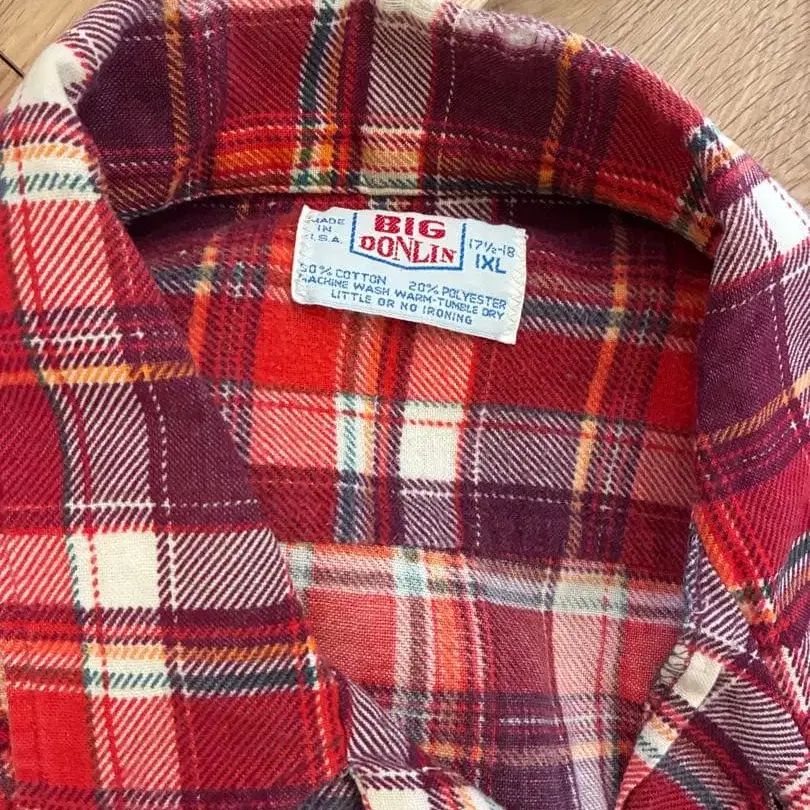 MADE
IN
U.S.A.
BIG
DONLIN
17½-18
1XL
80% COTTON 20% POLYESTER
MACHINE WASH WARM-TUMBLE DRY
LITTLE OR NO IRONING